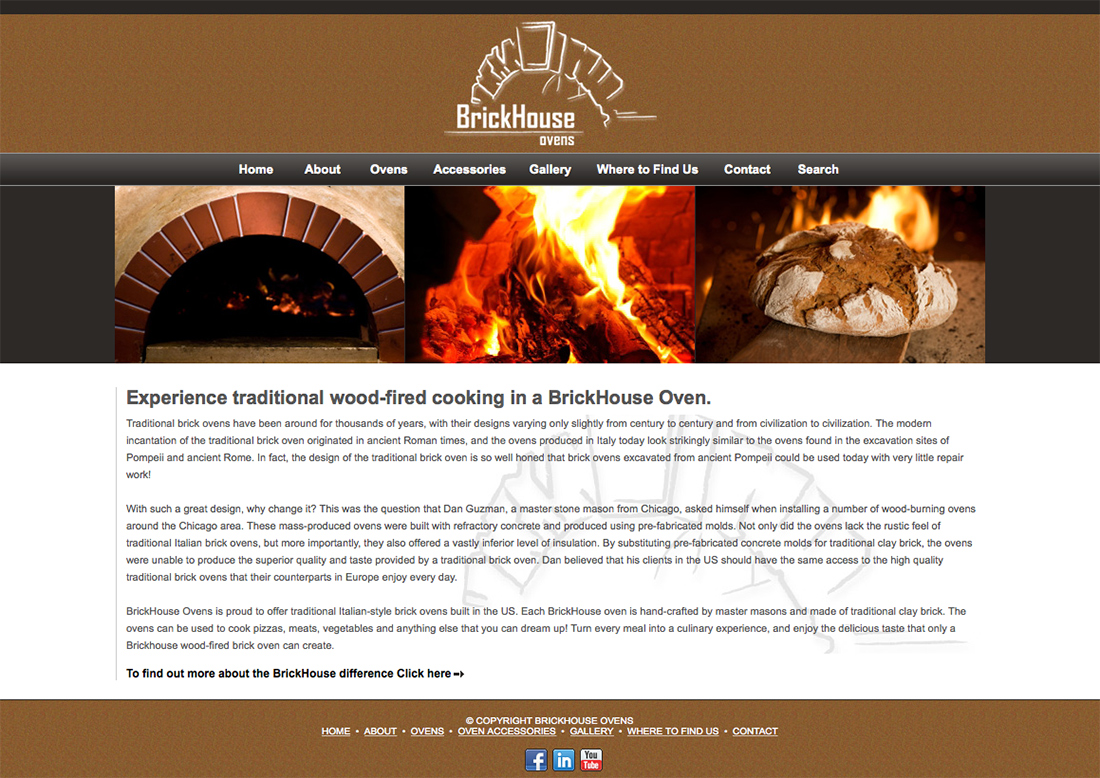 BrickHouse
ovens
Home About Ovens Accessories Gallery Where to Find Us Contact Search
Experience traditional wood-fired cooking in a BrickHouse Oven.
Traditional brick ovens have been around for thousands of years, with their designs varying only slightly from century to century and from civilization to civilization. The modern
incantation of the traditional brick oven originated in ancient Roman times, and the ovens produced in Italy today look strikingly similar to the ovens found in the excavation sites of
Pompeii and ancient Rome. In fact, the design of the traditional brick oven is so well honed that brick ovens excavated from ancient Pompeii could be used today with very little repair
work!
With such a great design, why change it? This was the question that Dan Guzman, a master stone mason from Chicago, asked himself when installing a number of wood-burning ovens
around the Chicago area. These mass-produced ovens were built with refractory concrete and produced using pre-fabricated molds. Not only did the ovens lack the rustic feel of
traditional Italian brick ovens, but more importantly, they also offered a vastly inferior level of insulation. By substituting pre-fabricated concrete molds for traditional clay brick, the ovens
were unable to produce the superior quality and taste provided by a traditional brick oven. Dan believed that his clients in the US should have the same access to the high quality
traditional brick ovens that their counterparts in Europe enjoy every day.
BrickHouse Ovens is proud to offer traditional Italian-style brick ovens built in the US. Each BrickHouse oven is hand-crafted by master masons and made of traditional clay brick. The
ovens can be used to cook pizzas, meats, vegetables and anything else that you can dream up! Turn every meal into a culinary experience, and enjoy the delicious taste that only a
Brickhouse wood-fired brick oven can create.
To find out more about the BrickHouse difference Click here ➻
© COPYRIGHT BRICKHOUSE OVENS
HOME • ABOUT • OVENS • OVEN ACCESSORIES • GALLERY • WHERE TO FIND US • CONTACT
f in You
Tube